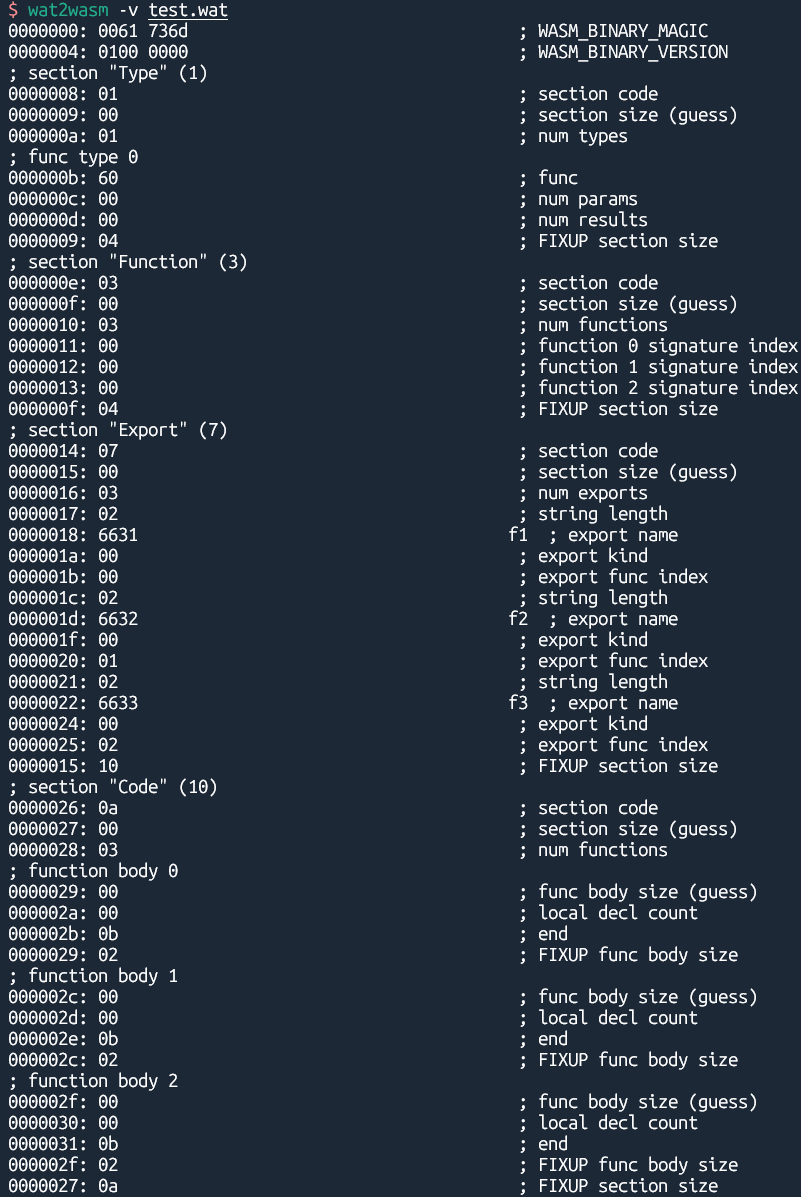 $ wat2wasm -v test.wat
0000000: 0061 736d ; WASM_BINARY_MAGIC
0000004: 0100 0000 ; WASM_BINARY_VERSION
; section "Type" (1)
0000008: 01 ; section code
0000009: 00 ; section size (guess)
000000a: 01 ; num types
; func type 0
000000b: 60 ; func
000000c: 00 ; num params
000000d: 00 ; num results
0000009: 04 ; FIXUP section size
; section "Function" (3)
000000e: 03 ; section code
000000f: 00 ; section size (guess)
0000010: 03 ; num functions
0000011: 00 ; function 0 signature index
0000012: 00 ; function 1 signature index
0000013: 00 ; function 2 signature index
000000f: 04 ; FIXUP section size
; section "Export" (7)
0000014: 07 ; section code
0000015: 00 ; section size (guess)
0000016: 03 ; num exports
0000017: 02 ; string length
0000018: 6631 f1 ; export name
000001a: 00 ; export kind
000001b: 00 ; export func index
000001c: 02 ; string length
000001d: 6632 f2 ; export name
000001f: 00 ; export kind
0000020: 01 ; export func index
0000021: 02 ; string length
0000022: 6633 f3 ; export name
0000024: 00 ; export kind
0000025: 02 ; export func index
0000015: 10 ; FIXUP section size
; section "Code" (10)
0000026: 0a ; section code
0000027: 00 ; section size (guess)
0000028: 03 ; num functions
; function body 0
0000029: 00 ; func body size (guess)
000002a: 00 ; local decl count
000002b: 0b ; end
0000029: 02 ; FIXUP func body size
; function body 1
000002c: 00 ; func body size (guess)
000002d: 00 ; local decl count
000002e: 0b ; end
000002c: 02 ; FIXUP func body size
; function body 2
000002f: 00 ; func body size (guess)
0000030: 00 ; local decl count
0000031: 0b ; end
000002f: 02 ; FIXUP func body size
0000027: 0a ; FIXUP section size